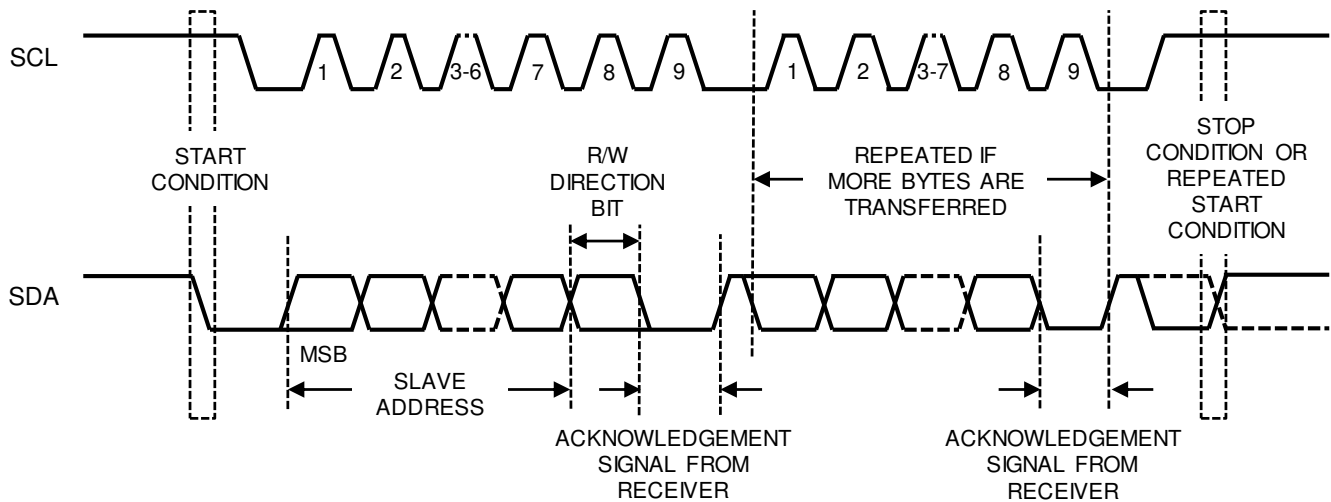 SCL
1
2
3-6
7
8
9
1
2
3-7
8
9
START
CONDITION
R/W
DIRECTION
BIT
REPEATED IF
MORE BYTES ARE
TRANSFERRED
STOP
CONDITION OR
REPEATED
START
CONDITION
SDA
MSB
SLAVE
ADDRESS
ACKNOWLEDGEMENT
SIGNAL FROM
RECEIVER
ACKNOWLEDGEMENT
SIGNAL FROM
RECEIVER